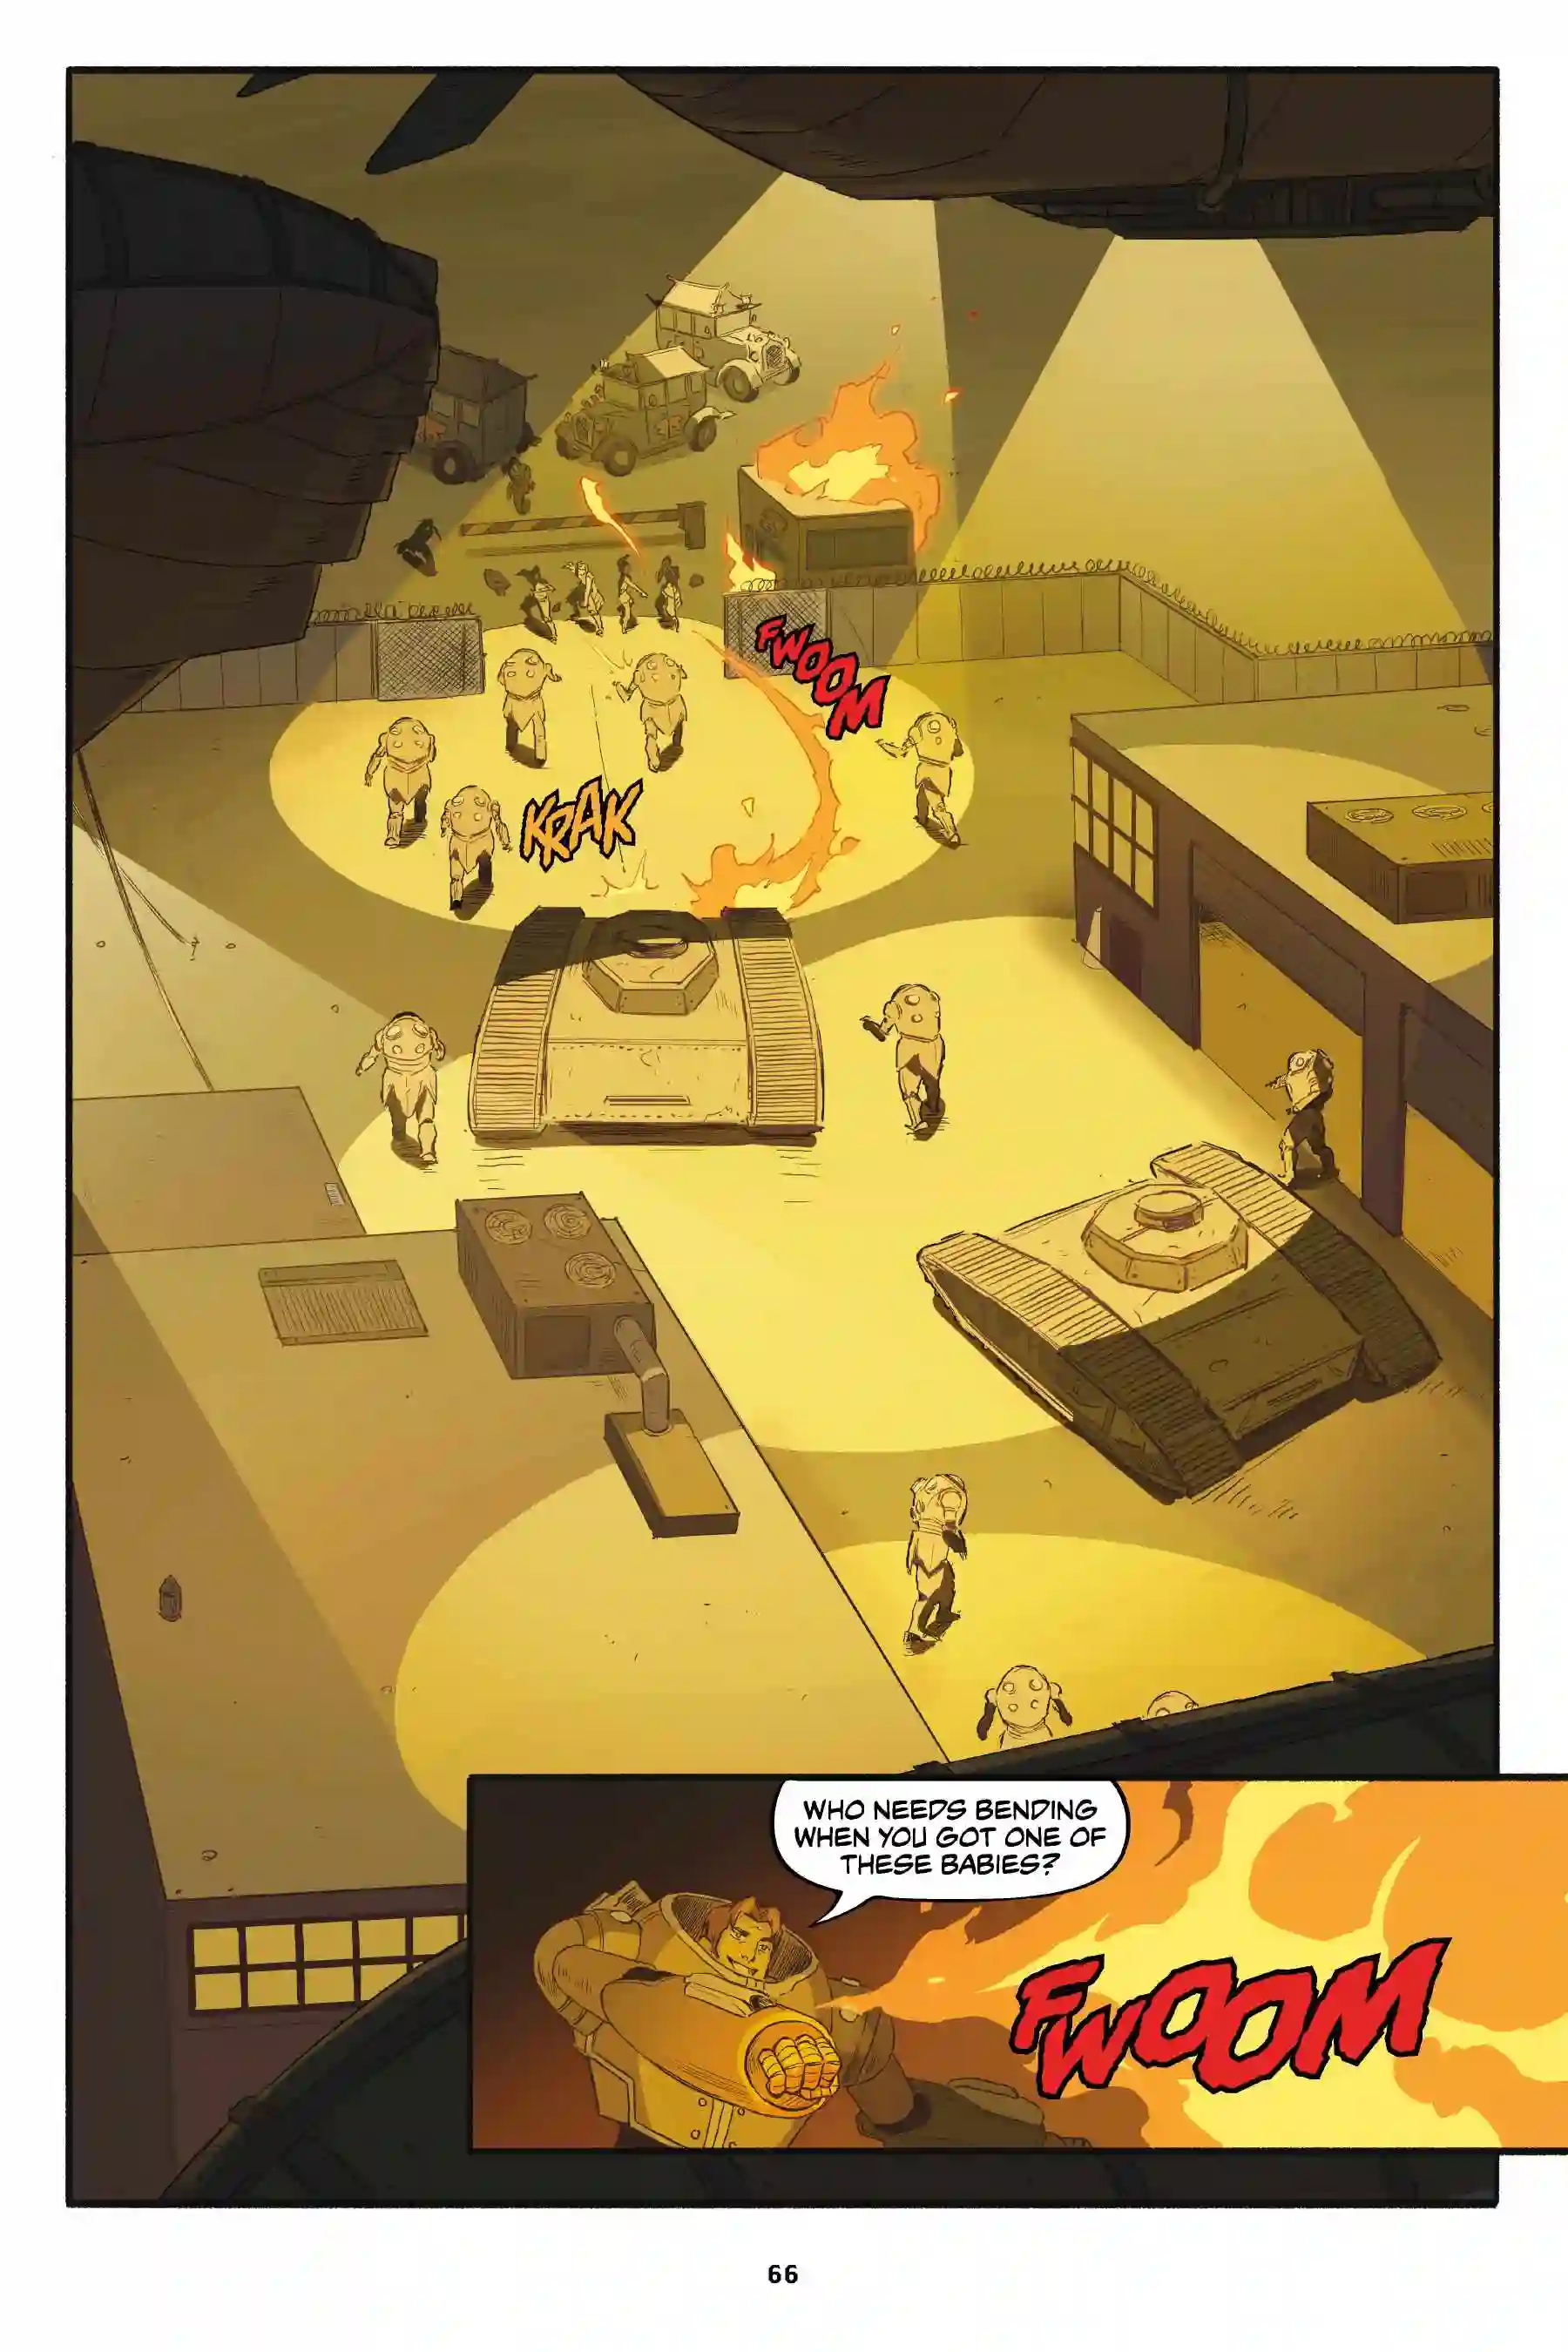 FWOOM
KRAK
WHO NEEDS BENDING
WHEN YOU GOT ONE OF
THESE BABIES?
FWOOM
66